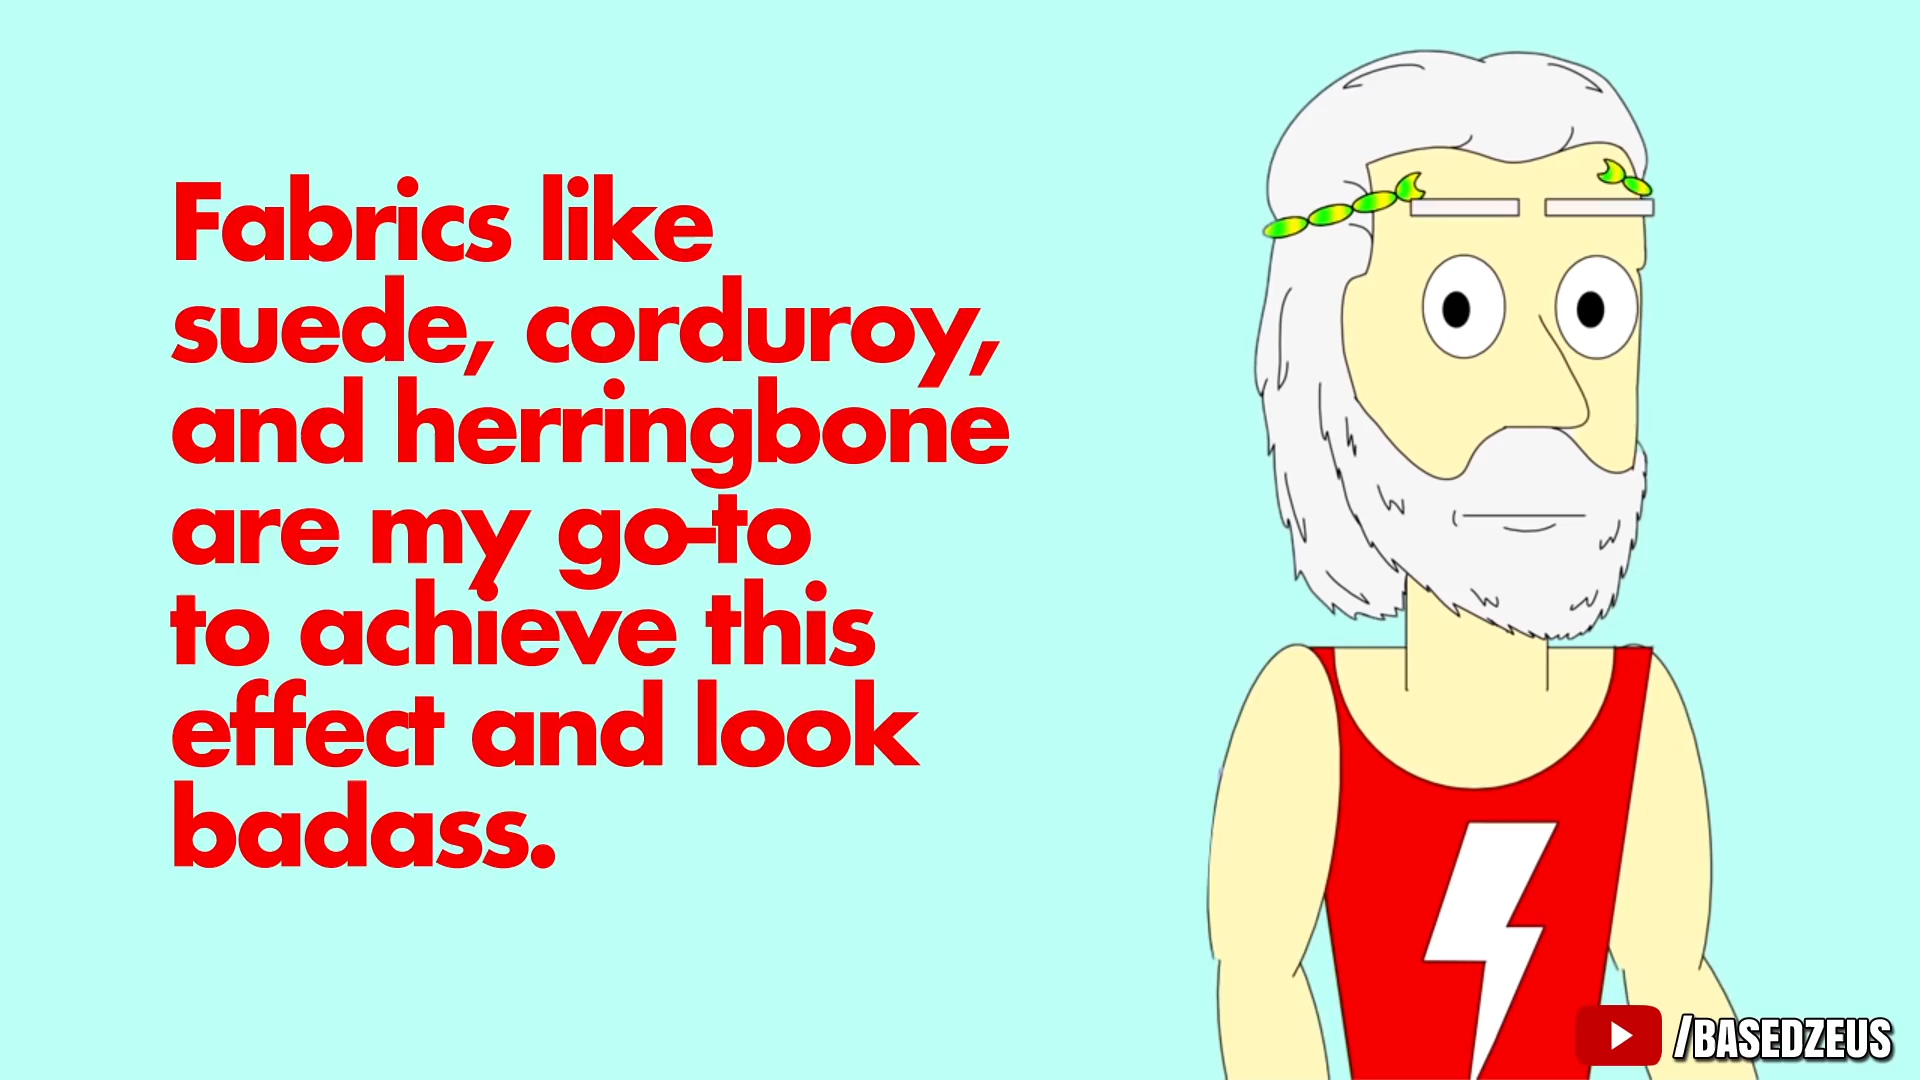 Fabrics like
suede, corduroy,
and herringbone
are my go-to
to achieve this
effect and look
badass.
/BASEDZEUS